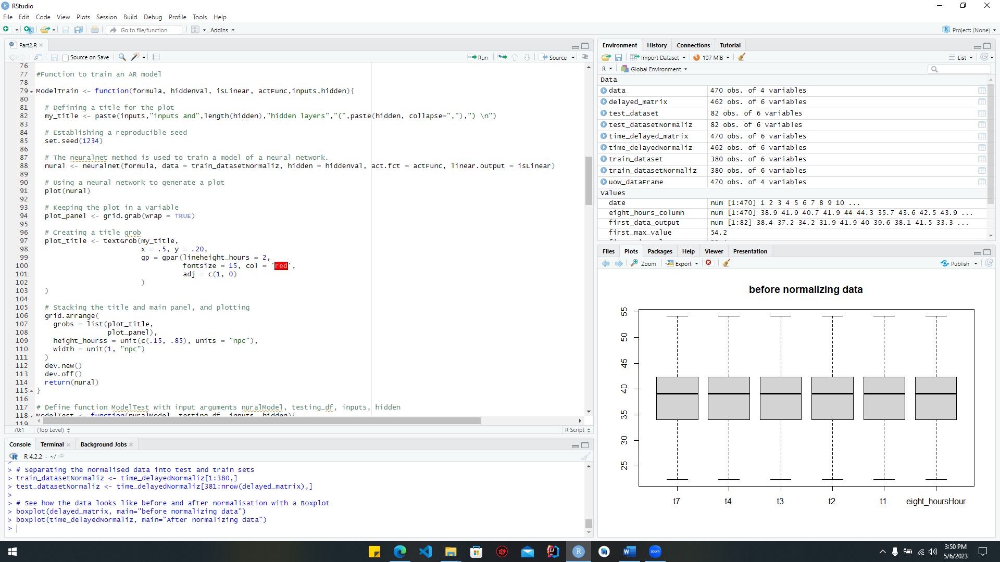 RStudio
File Edit Code View Plots Session Build Debug Profile Tools Help
Go to file/function Addins Project: (None)
Part2.R
Source on Save Run Source
76
77 #Function to train an AR model
78
79 ModelTrain <- function(formula, hiddenVal, isLinear, actFunc,inputs,hidden){
80
81 # Defining a title for the plot
82 my_title <- paste(inputs,"inputs and",length(hidden),"hidden layers","(",paste(hidden, collapse=","),") \n")
83
84 # Establishing a reproducible seed
85 set.seed(1234)
86
87 # The neuralnet method is used to train a model of a neural network.
88 nural <- neuralnet(formula, data = train_datasetNormaliz, hidden = hiddenVal, act.fct = actFunc, linear.output = isLinear)
89
90 # Using a neural network to generate a plot
91 plot(nural)
92
93 # Keeping the plot in a variable
94 plot_panel <- grid.grab(wrap = TRUE)
95
96 # Creating a title grob
97 plot_title <- textGrob(my_title,
98 x = .5, y = .20,
99 gp = gpar(lineheight_hours = 2,
100 fontsize = 15, col = 'red',
101 adj = c(1, 0)
102 )
103 )
104
105 # Stacking the title and main panel, and plotting
106 grid.arrange(
107 grobs = list(plot_title,
108 plot_panel),
109 height_hourss = unit(c(.15, .85), units = "npc"),
110 width = unit(1, "npc")
111 )
112 dev.new()
113 dev.off()
114 return(nural)
115 }
116
117 # Define function ModelTest with input arguments nuralModel, testing_df, inputs, hidden
118 ModelTest <- function(nuralModel, testing_df, inputs, hidden){
119
70:1 (Top Level) R Script
Console Terminal Background Jobs
R R 4.2.2 · ~/
>
> # Separating the normalised data into test and train sets
> train_datasetNormaliz <- time_delayedNormaliz[1:380,]
> test_datasetNormaliz <- time_delayedNormaliz[381:nrow(delayed_matrix),]
>
> # See how the data looks like before and after normalisation with a Boxplot
> boxplot(delayed_matrix, main="before normalizing data")
> boxplot(time_delayedNormaliz, main="After normalizing data")
>
Environment History Connections Tutorial
Import Dataset 107 MiB List
R Global Environment
Data
data 470 obs. of 4 variables
delayed_matrix 462 obs. of 6 variables
test_dataset 82 obs. of 6 variables
test_datasetNormaliz 82 obs. of 6 variables
time_delayed_matrix 470 obs. of 6 variables
time_delayedNormaliz 462 obs. of 6 variables
train_dataset 380 obs. of 6 variables
train_datasetNormaliz 380 obs. of 6 variables
uow_dataFrame 470 obs. of 4 variables
Values
date num [1:470] 1 2 3 4 5 6 7 8 9 10 ...
eight_hours_column num [1:470] 38.9 41.9 40.7 41.9 44 44.3 35.7 43.6 42.5 43.9 ...
first_data_output num [1:82] 38.4 37.2 34.2 31.9 41.9 40 39.6 38.1 41.5 33.3 ...
first_max_value 54.2
Files Plots Packages Help Viewer Presentation
Zoom Export Publish
before normalizing data
55
50
45
40
35
30
25
t7 t4 t3 t2 t1 eight_hoursHour
3:50 PM
5/6/2023